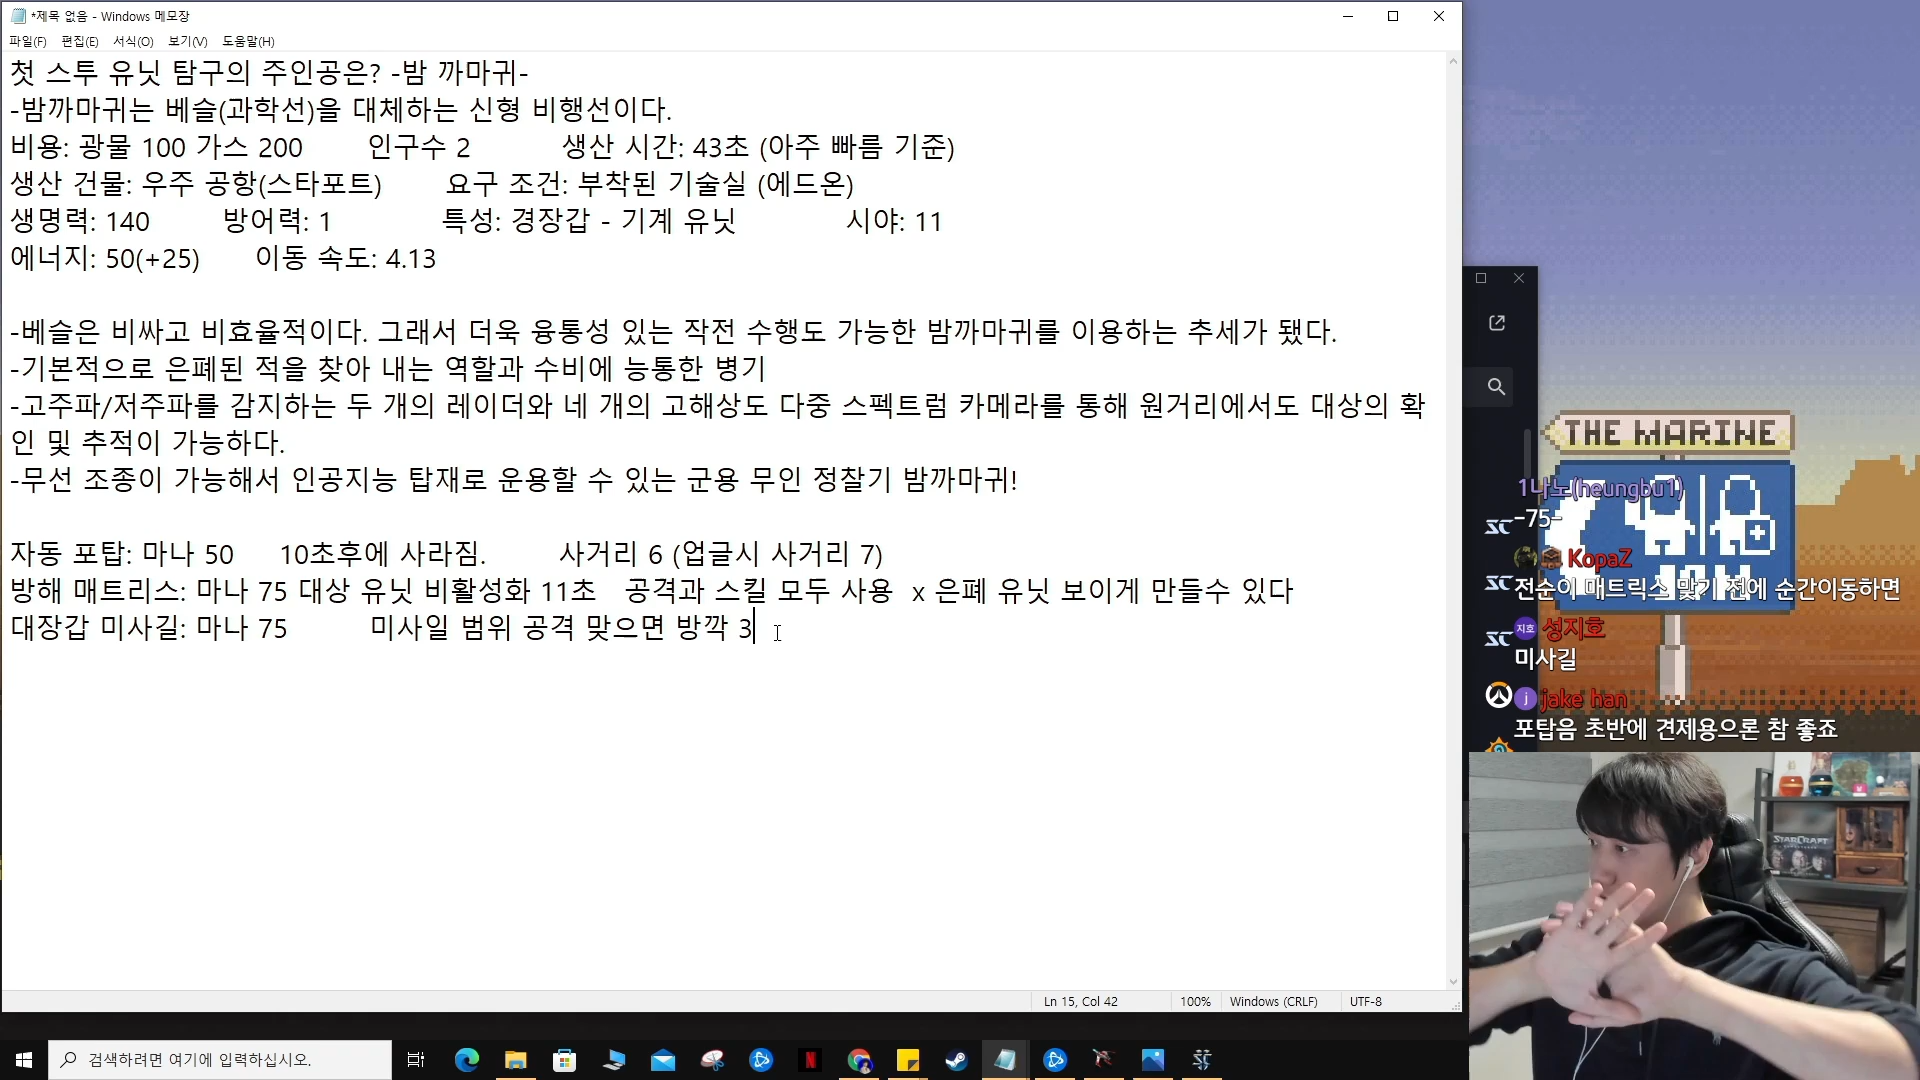 *제목 없음 - Windows 메모장
파일(F) 편집(E) 서식(O) 보기(V) 도움말(H)
첫 스투 유닛 탐구의 주인공은? -밤 까마귀-
-밤까마귀는 베슬(과학선)을 대체하는 신형 비행선이다.
비용: 광물 100 가스 200 인구수 2 생산 시간: 43초 (아주 빠름 기준)
생산 건물: 우주 공항(스타포트) 요구 조건: 부착된 기술실 (에드온)
생명력: 140 방어력: 1 특성: 경장갑 - 기계 유닛 시야: 11
에너지: 50(+25) 이동 속도: 4.13
-베슬은 비싸고 비효율적이다. 그래서 더욱 융통성 있는 작전 수행도 가능한 밤까마귀를 이용하는 추세가 됐다.
-기본적으로 은폐된 적을 찾아 내는 역할과 수비에 능통한 병기
-고주파/저주파를 감지하는 두 개의 레이더와 네 개의 고해상도 다중 스펙트럼 카메라를 통해 원거리에서도 대상의 확
인 및 추적이 가능하다.
-무선 조종이 가능해서 인공지능 탑재로 운용할 수 있는 군용 무인 정찰기 밤까마귀!
자동 포탑: 마나 50 10초후에 사라짐. 사거리 6 (업글시 사거리 7)
방해 매트리스: 마나 75 대상 유닛 비활성화 11초 공격과 스킬 모두 사용 x 은폐 유닛 보이게 만들수 있다
대장갑 미사길: 마나 75 미사일 범위 공격 맞으면 방깍 3
Ln 15, Col 42 100% Windows (CRLF) UTF-8
THE MARINE
1나노(heungbu1)
-75-
KopaZ
전순이 매트릭스 맞기 전에 순간이동하면
지호 성지호
미사길
j jake han
포탑음 초반에 견제용으론 참 좋죠
STARCRAFT
검색하려면 여기에 입력하십시오.